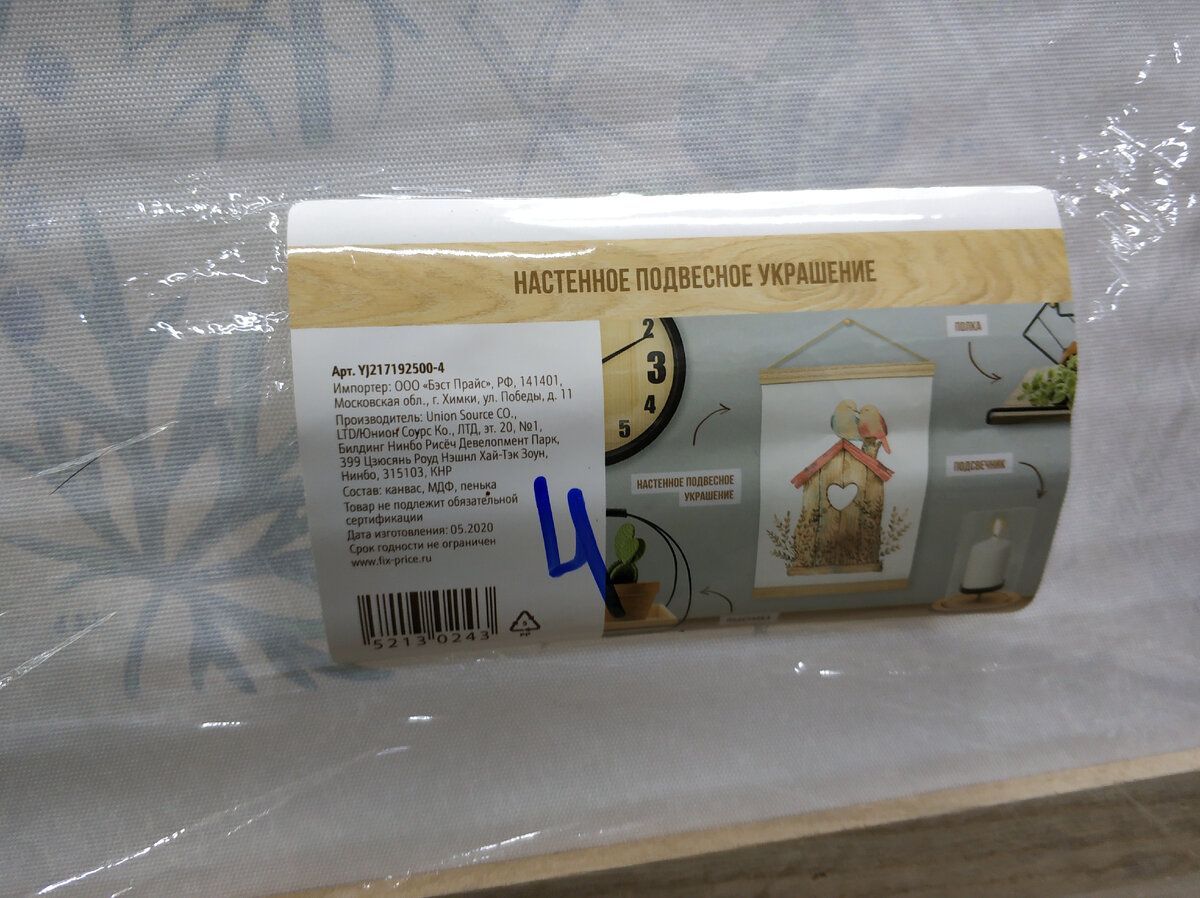 НАСТЕННОЕ ПОДВЕСНОЕ УКРАШЕНИЕ
Арт. YJ217192500-4
Импортер: ООО «Бэст Прайс», РФ, 141401,
Московская обл., г. Химки, ул. Победы, д. 11
Производитель: Union Source CO.,
LTD/Юнион Соурс Ко., ЛТД, эт. 20, №1,
Билдинг Нинбо Рисёч Девелопмент Парк,
399 Цзюсянь Роуд Нэшнл Хай-Тэк Зоун,
Нинбо, 315103, КНР
Состав: канвас, МДФ, пенька
Товар не подлежит обязательной
сертификации
Дата изготовления: 05.2020
Срок годности не ограничен
www.fix-price.ru
5213 0243
5
PP
4
2
3
4
5
НАСТЕННОЕ ПОДВЕСНОЕ
УКРАШЕНИЕ
ПОЛКА
ПОДСВЕЧНИК